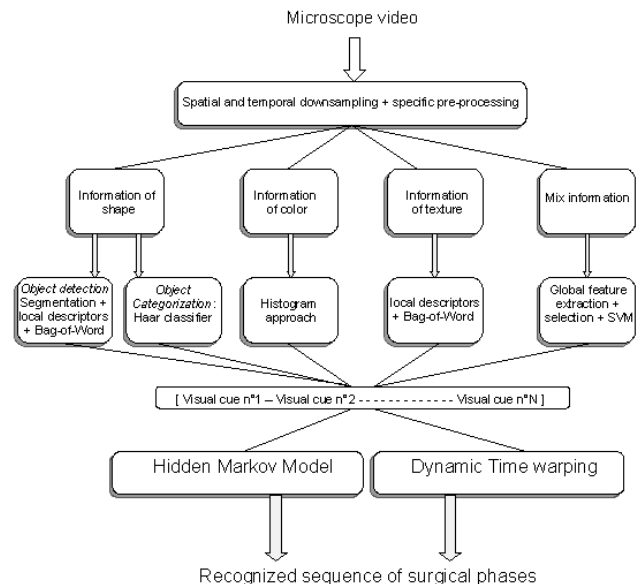 Microscope video
Spatial and temporal downsampling + specific pre-processing
Information of
shape
Information
of color
Information
of texture
Mix information
Object detection
Segmentation +
local descriptors
+ Bag-of-Word
Object
Categorization :
Haar classifier
Histogram
approach
local descriptors
+ Bag-of-Word
Global feature
extraction +
selection + SVM
[ Visual cue n°1 – Visual cue n°2 - - - - - - - - - - - - - - Visual cue n°N ]
Hidden Markov Model
Dynamic Time warping
Recognized sequence of surgical phases